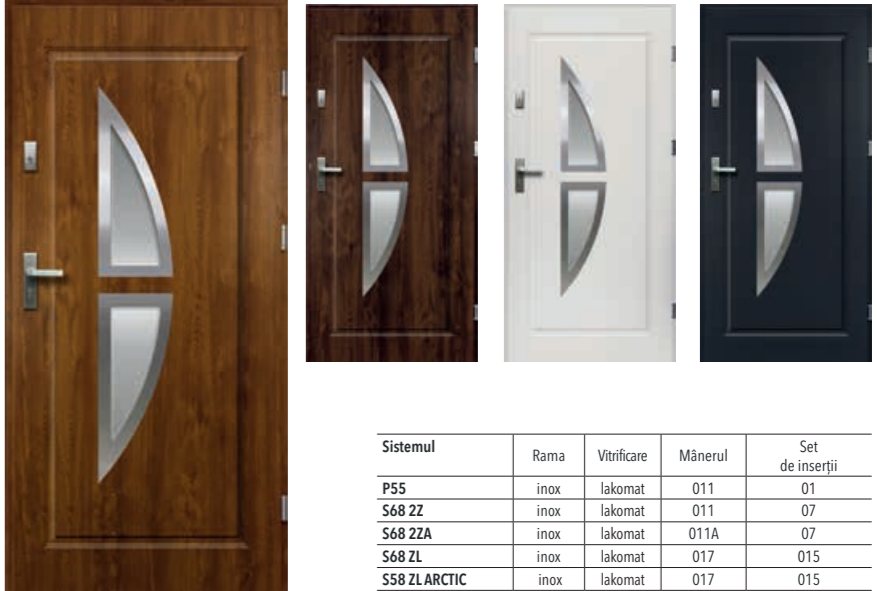 Sistemul Rama Vitrificare Mânerul Set
de inserții
P55 inox lakomat 011 01
S68 2Z inox lakomat 011 07
S68 2ZA inox lakomat 011A 07
S68 ZL inox lakomat 017 015
S58 ZL ARCTIC inox lakomat 017 015